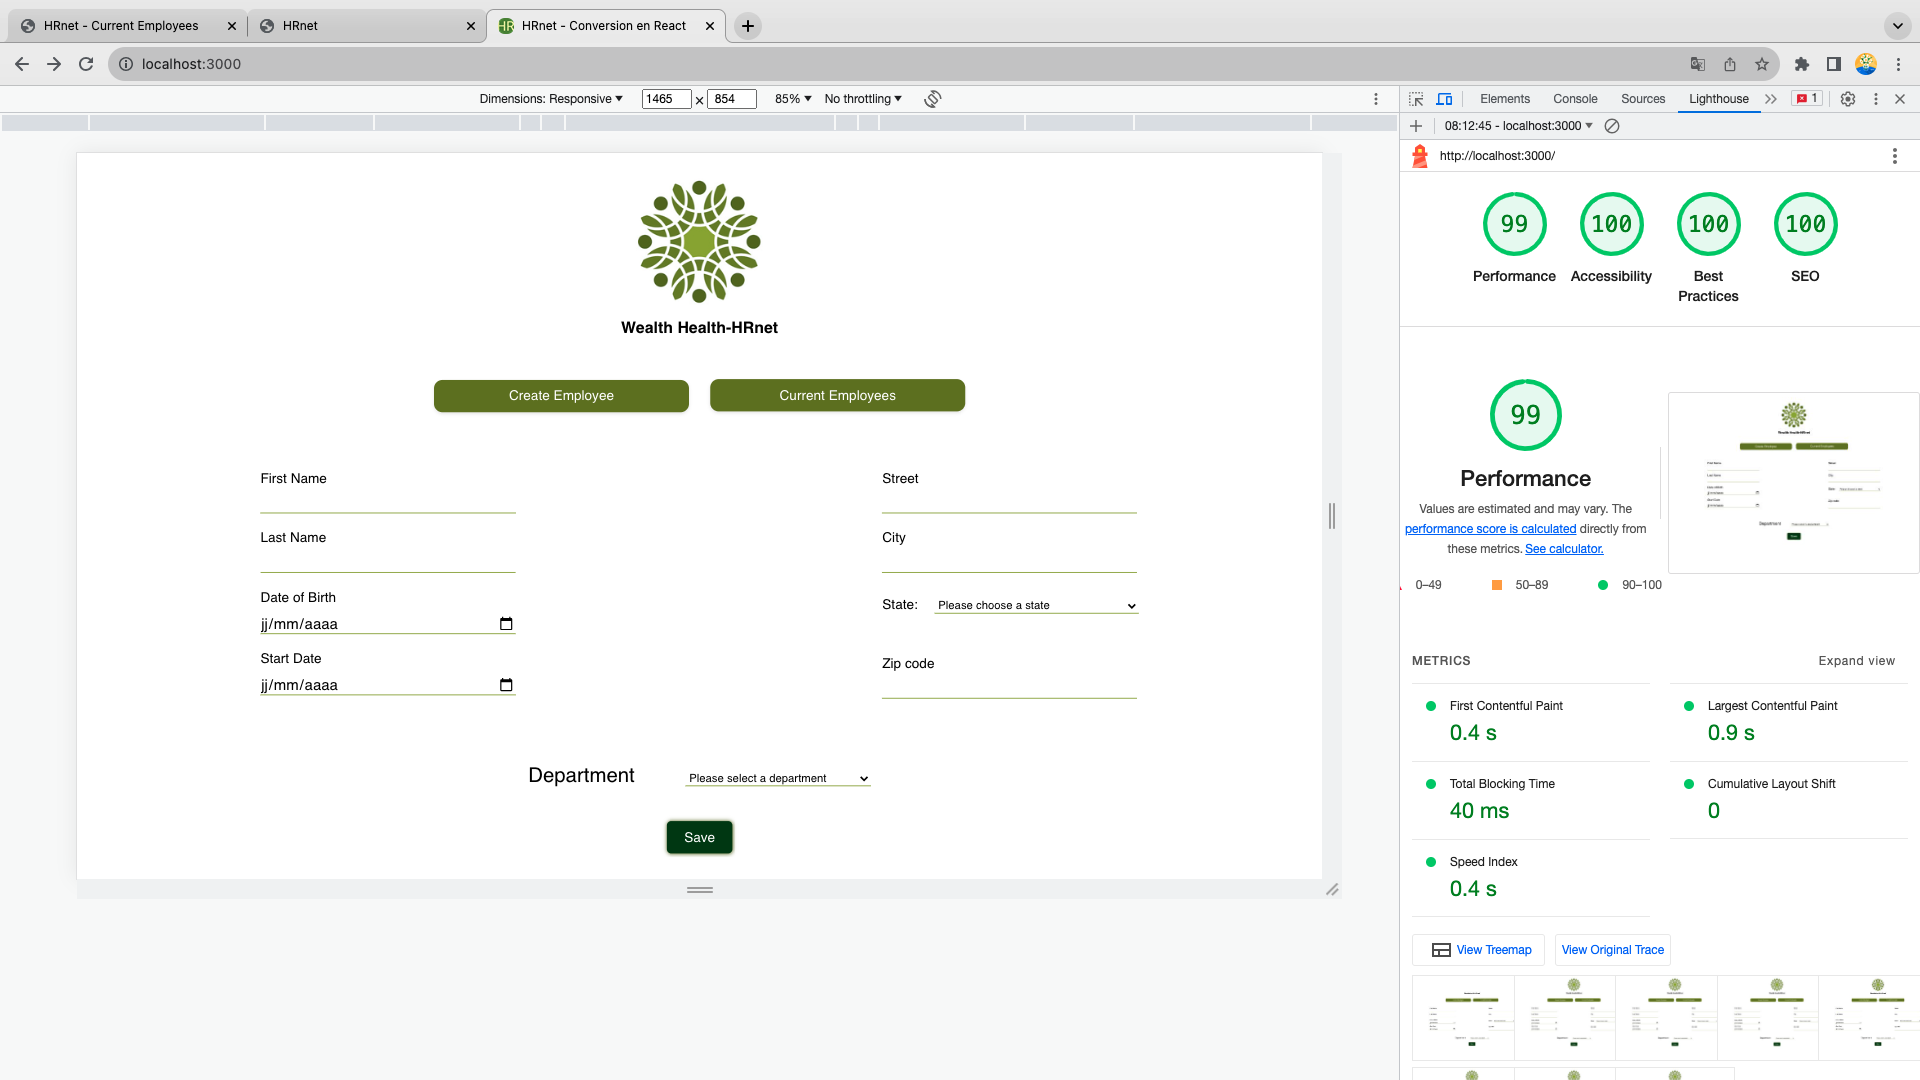 HRnet - Current Employees
HRnet
HRnet - Conversion en React
localhost:3000
Dimensions: Responsive
1465 × 854
85%
No throttling
Elements
Console
Sources
Lighthouse
1
08:12:45 - localhost:3000
http://localhost:3000/
99
100
100
100
Performance
Accessibility
Best
Practices
SEO
HR
Wealth Health-HRnet
Create Employee
Current Employees
First Name
Last Name
Date of Birth
jj/mm/aaaa
Start Date
jj/mm/aaaa
Street
City
State:
Please choose a state
Zip code
Department
Please select a department
Save
99
Performance
Values are estimated and may vary. The
performance score is calculated directly from
these metrics. See calculator.
0–49
50–89
90–100
METRICS
Expand view
First Contentful Paint
0.4 s
Largest Contentful Paint
0.9 s
Total Blocking Time
40 ms
Cumulative Layout Shift
0
Speed Index
0.4 s
View Treemap
View Original Trace